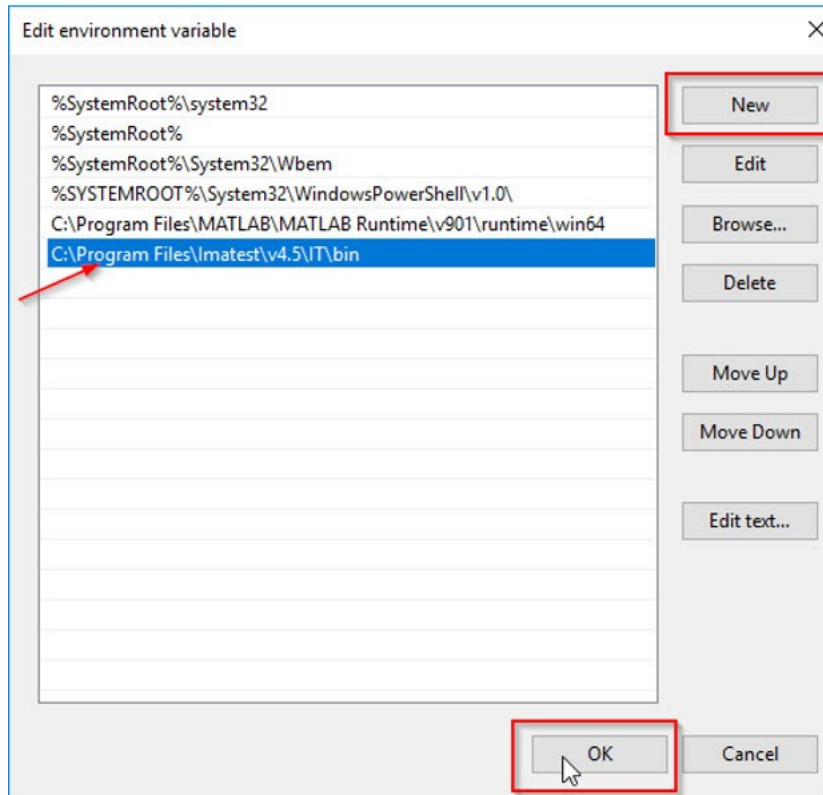 Edit environment variable
%SystemRoot%\system32
%SystemRoot%
%SystemRoot%\System32\Wbem
%SYSTEMROOT%\System32\WindowsPowerShell\v1.0\
C:\Program Files\MATLAB\MATLAB Runtime\v901\runtime\win64
C:\Program Files\Imatest\v4.5\IT\bin
New
Edit
Browse...
Delete
Move Up
Move Down
Edit text...
OK
Cancel